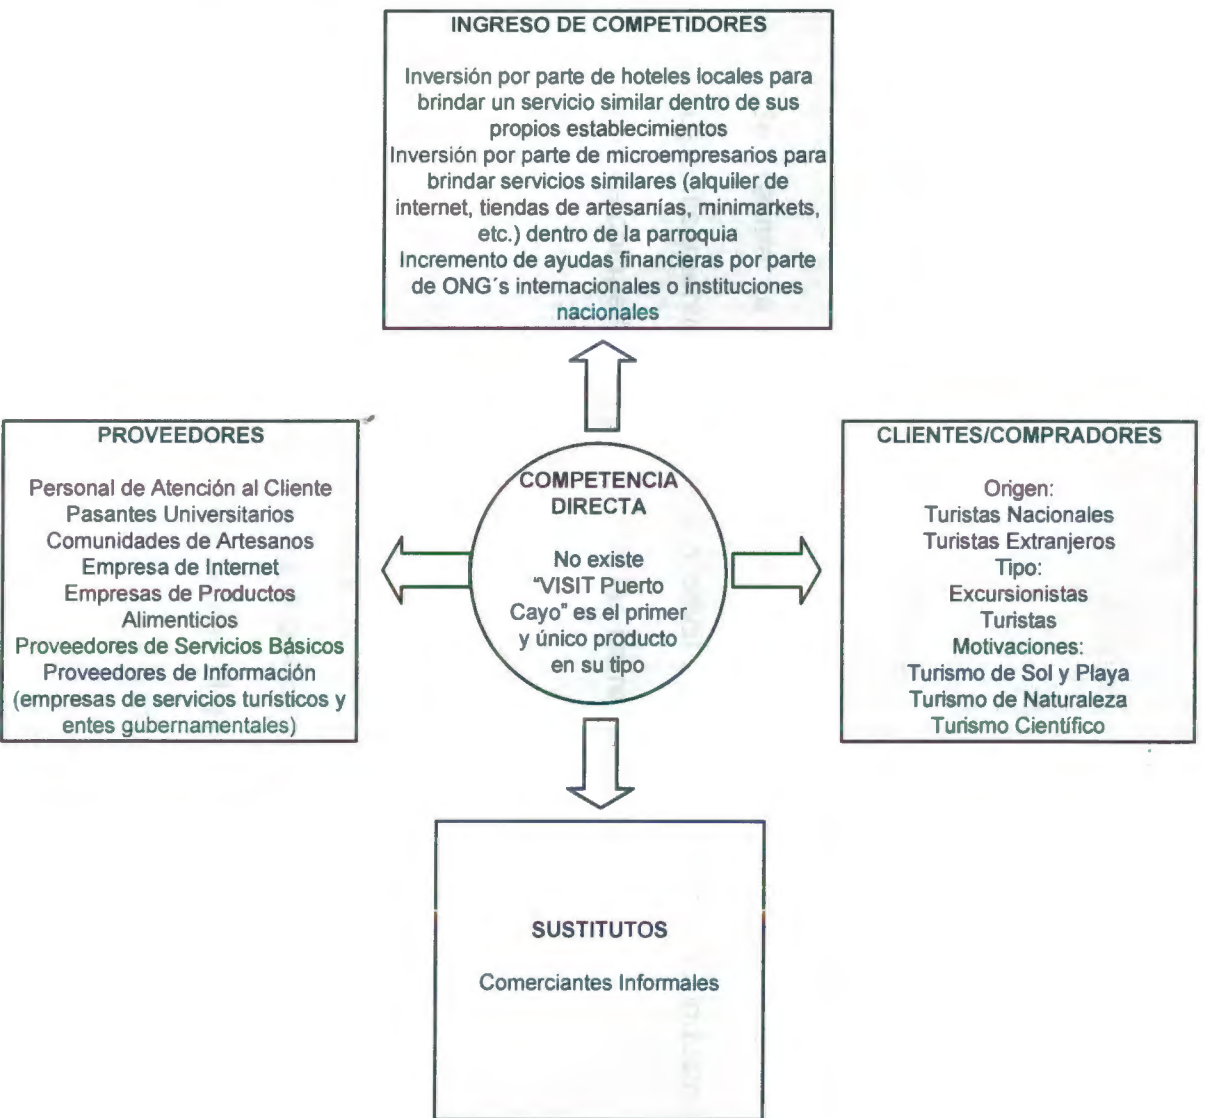 INGRESO DE COMPETIDORES
Inversión por parte de hoteles locales para
brindar un servicio similar dentro de sus
propios establecimientos
Inversión por parte de microempresarios para
brindar servicios similares (alquiler de
internet, tiendas de artesanías, minimarkets,
etc.) dentro de la parroquia
Incremento de ayudas financieras por parte
de ONG´s internacionales o instituciones
nacionales
PROVEEDORES
Personal de Atención al Cliente
Pasantes Universitarios
Comunidades de Artesanos
Empresa de Internet
Empresas de Productos
Alimenticios
Proveedores de Servicios Básicos
Proveedores de Información
(empresas de servicios turísticos y
entes gubernamentales)
COMPETENCIA
DIRECTA
No existe
"VISIT Puerto
Cayo" es el primer
y único producto
en su tipo
CLIENTES/COMPRADORES
Origen:
Turistas Nacionales
Turistas Extranjeros
Tipo:
Excursionistas
Turistas
Motivaciones:
Turismo de Sol y Playa
Turismo de Naturaleza
Turismo Científico
SUSTITUTOS
Comerciantes Informales